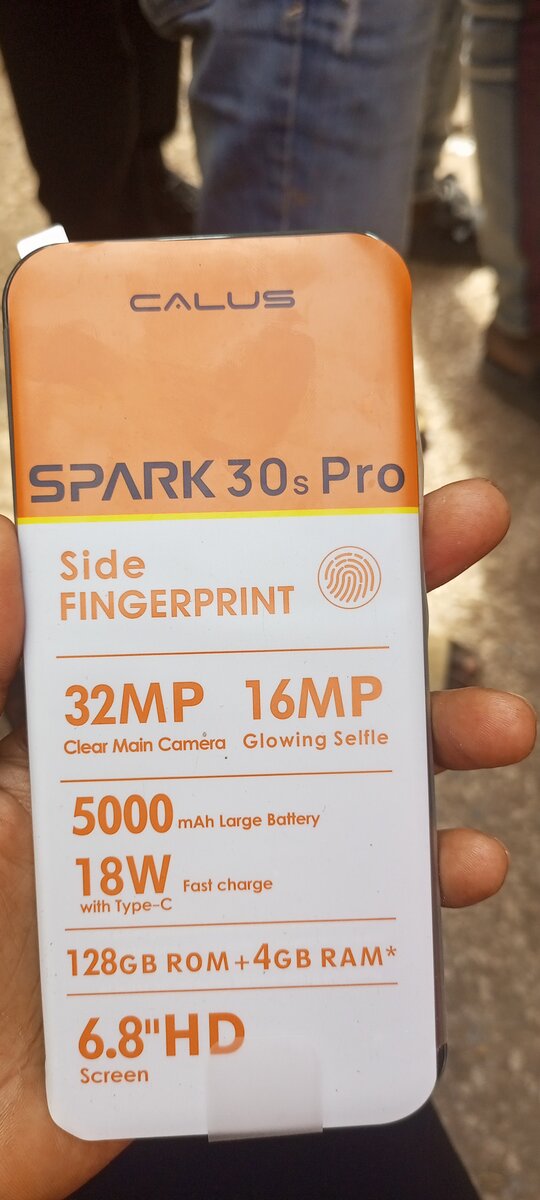 CALUS
SPARK 30s Pro
Side
FINGERPRINT
32MP 16MP
Clear Main Camera Glowing Selfle
5000 mAh Large Battery
18W Fast charge
with Type-C
128GB ROM+4GB RAM*
6.8"HD
Screen